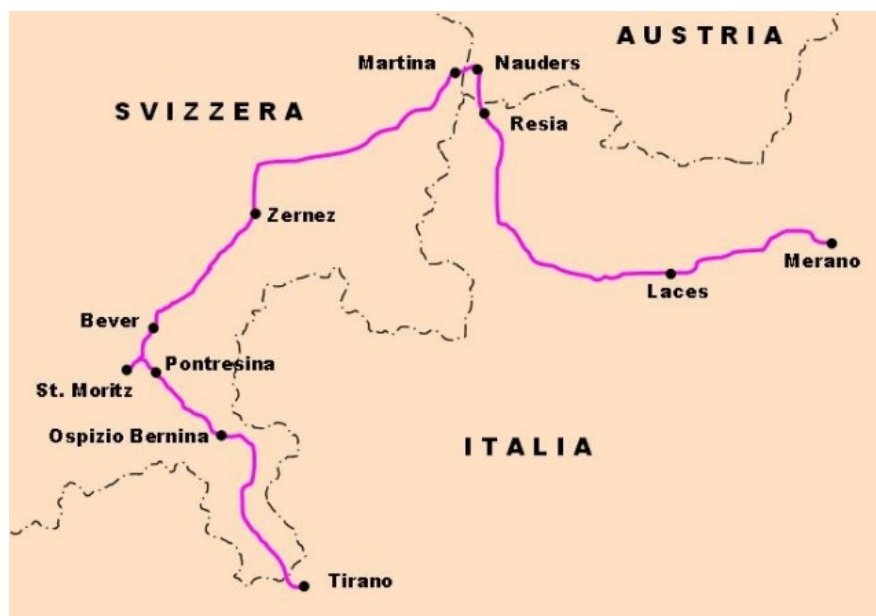 AUSTRIA
Martina
Nauders
SVIZZERA
Resia
Zernez
Merano
Laces
Bever
Pontresina
St. Moritz
Ospizio Bernina
ITALIA
Tirano